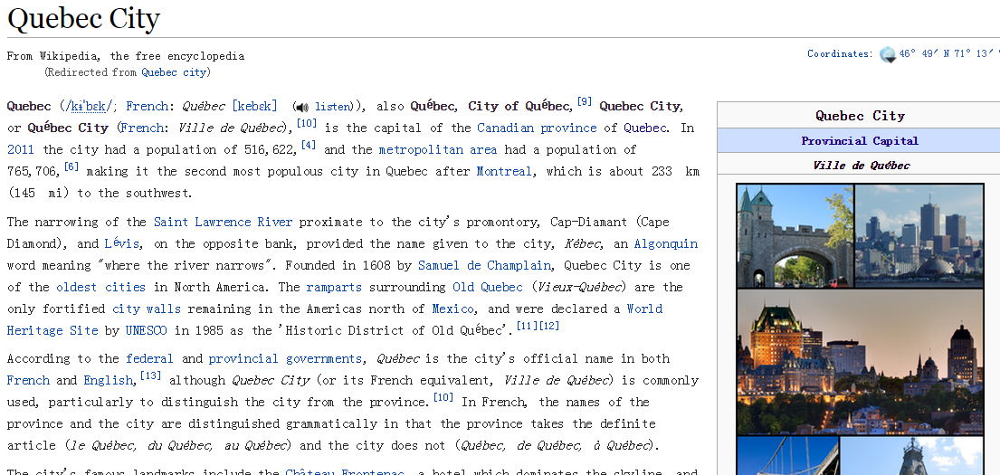 Quebec City
From Wikipedia, the free encyclopedia
(Redirected from Quebec city)
Coordinates: 46° 49′ N 71° 13′
Quebec (/kᵻˈbɛk/; French: Québec [kebɛk] (listen)), also Québec, City of Québec,[9] Quebec City,
or Québec City (French: Ville de Québec),[10] is the capital of the Canadian province of Quebec. In
2011 the city had a population of 516,622,[4] and the metropolitan area had a population of
765,706,[6] making it the second most populous city in Quebec after Montreal, which is about 233 km
(145 mi) to the southwest.
The narrowing of the Saint Lawrence River proximate to the city's promontory, Cap-Diamant (Cape
Diamond), and Lévis, on the opposite bank, provided the name given to the city, Kébec, an Algonquin
word meaning "where the river narrows". Founded in 1608 by Samuel de Champlain, Quebec City is one
of the oldest cities in North America. The ramparts surrounding Old Quebec (Vieux-Québec) are the
only fortified city walls remaining in the Americas north of Mexico, and were declared a World
Heritage Site by UNESCO in 1985 as the 'Historic District of Old Québec'.[11][12]
According to the federal and provincial governments, Québec is the city's official name in both
French and English,[13] although Quebec City (or its French equivalent, Ville de Québec) is commonly
used, particularly to distinguish the city from the province.[10] In French, the names of the
province and the city are distinguished grammatically in that the province takes the definite
article (le Québec, du Québec, au Québec) and the city does not (Québec, de Québec, à Québec).
The city's famous landmarks include the Château Frontenac, a hotel which dominates the skyline, and
Quebec City
Provincial Capital
Ville de Québec